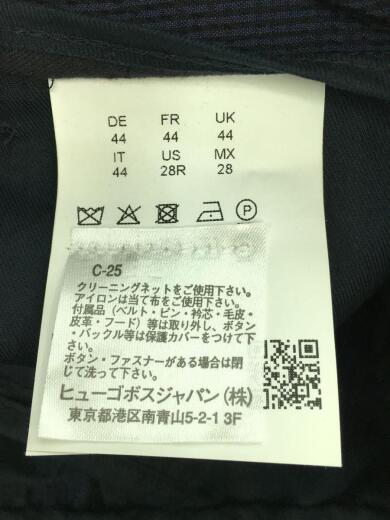 DE FR UK
44 44 44
IT US MX
44 28R 28
P
C-25
クリーニングネットをご使用下さい。
アイロンは当て布をご使用下さい。
付属品(ベルト・ピン・衿芯・毛皮・
皮革・フード)等は取り外し、ボタン
・バックル等は保護カバーをつけて下
さい。
ボタン・ファスナーがある場合は閉
じて洗って下さい。
ヒューゴボスジャパン(株)
東京都港区南青山5-2-1 3F